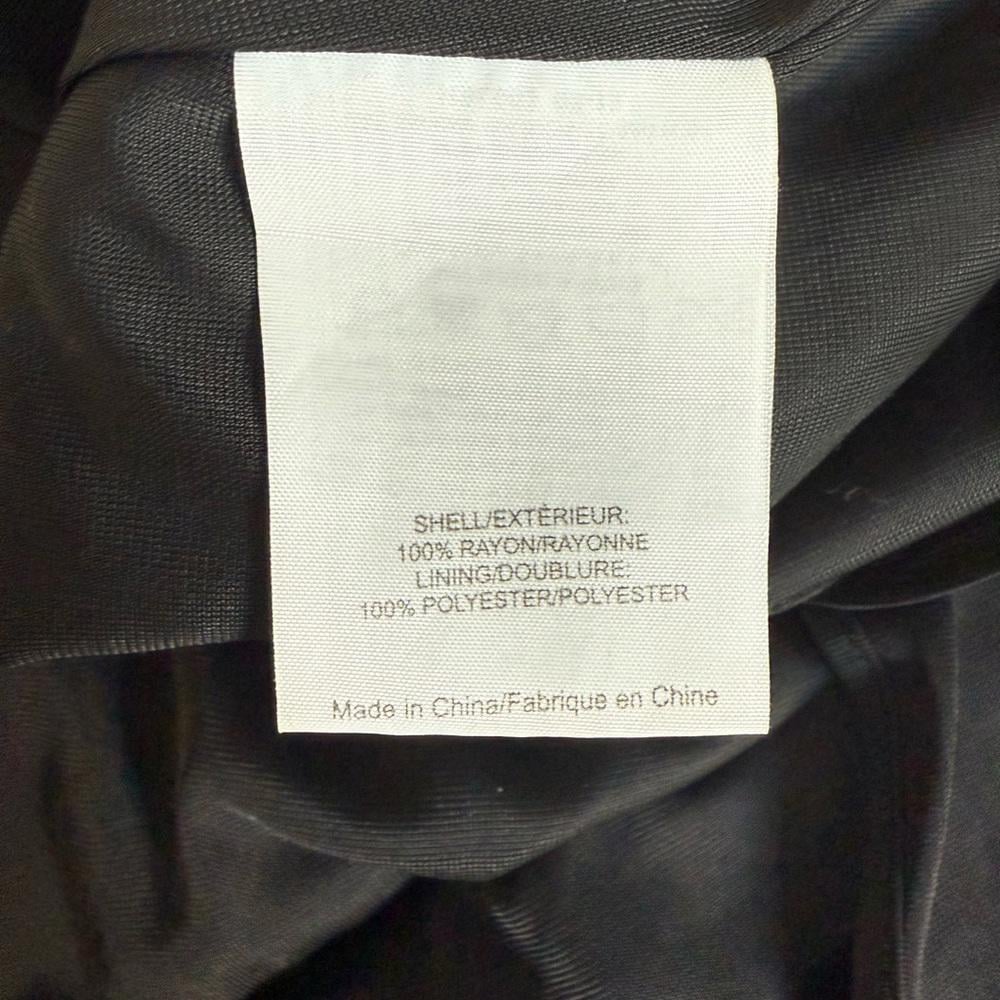 SHELL/EXTÉRIEUR:
100% RAYON/RAYONNE
LINING/DOUBLURE:
100% POLYESTER/POLYESTER
Made in China/Fabrique en Chine